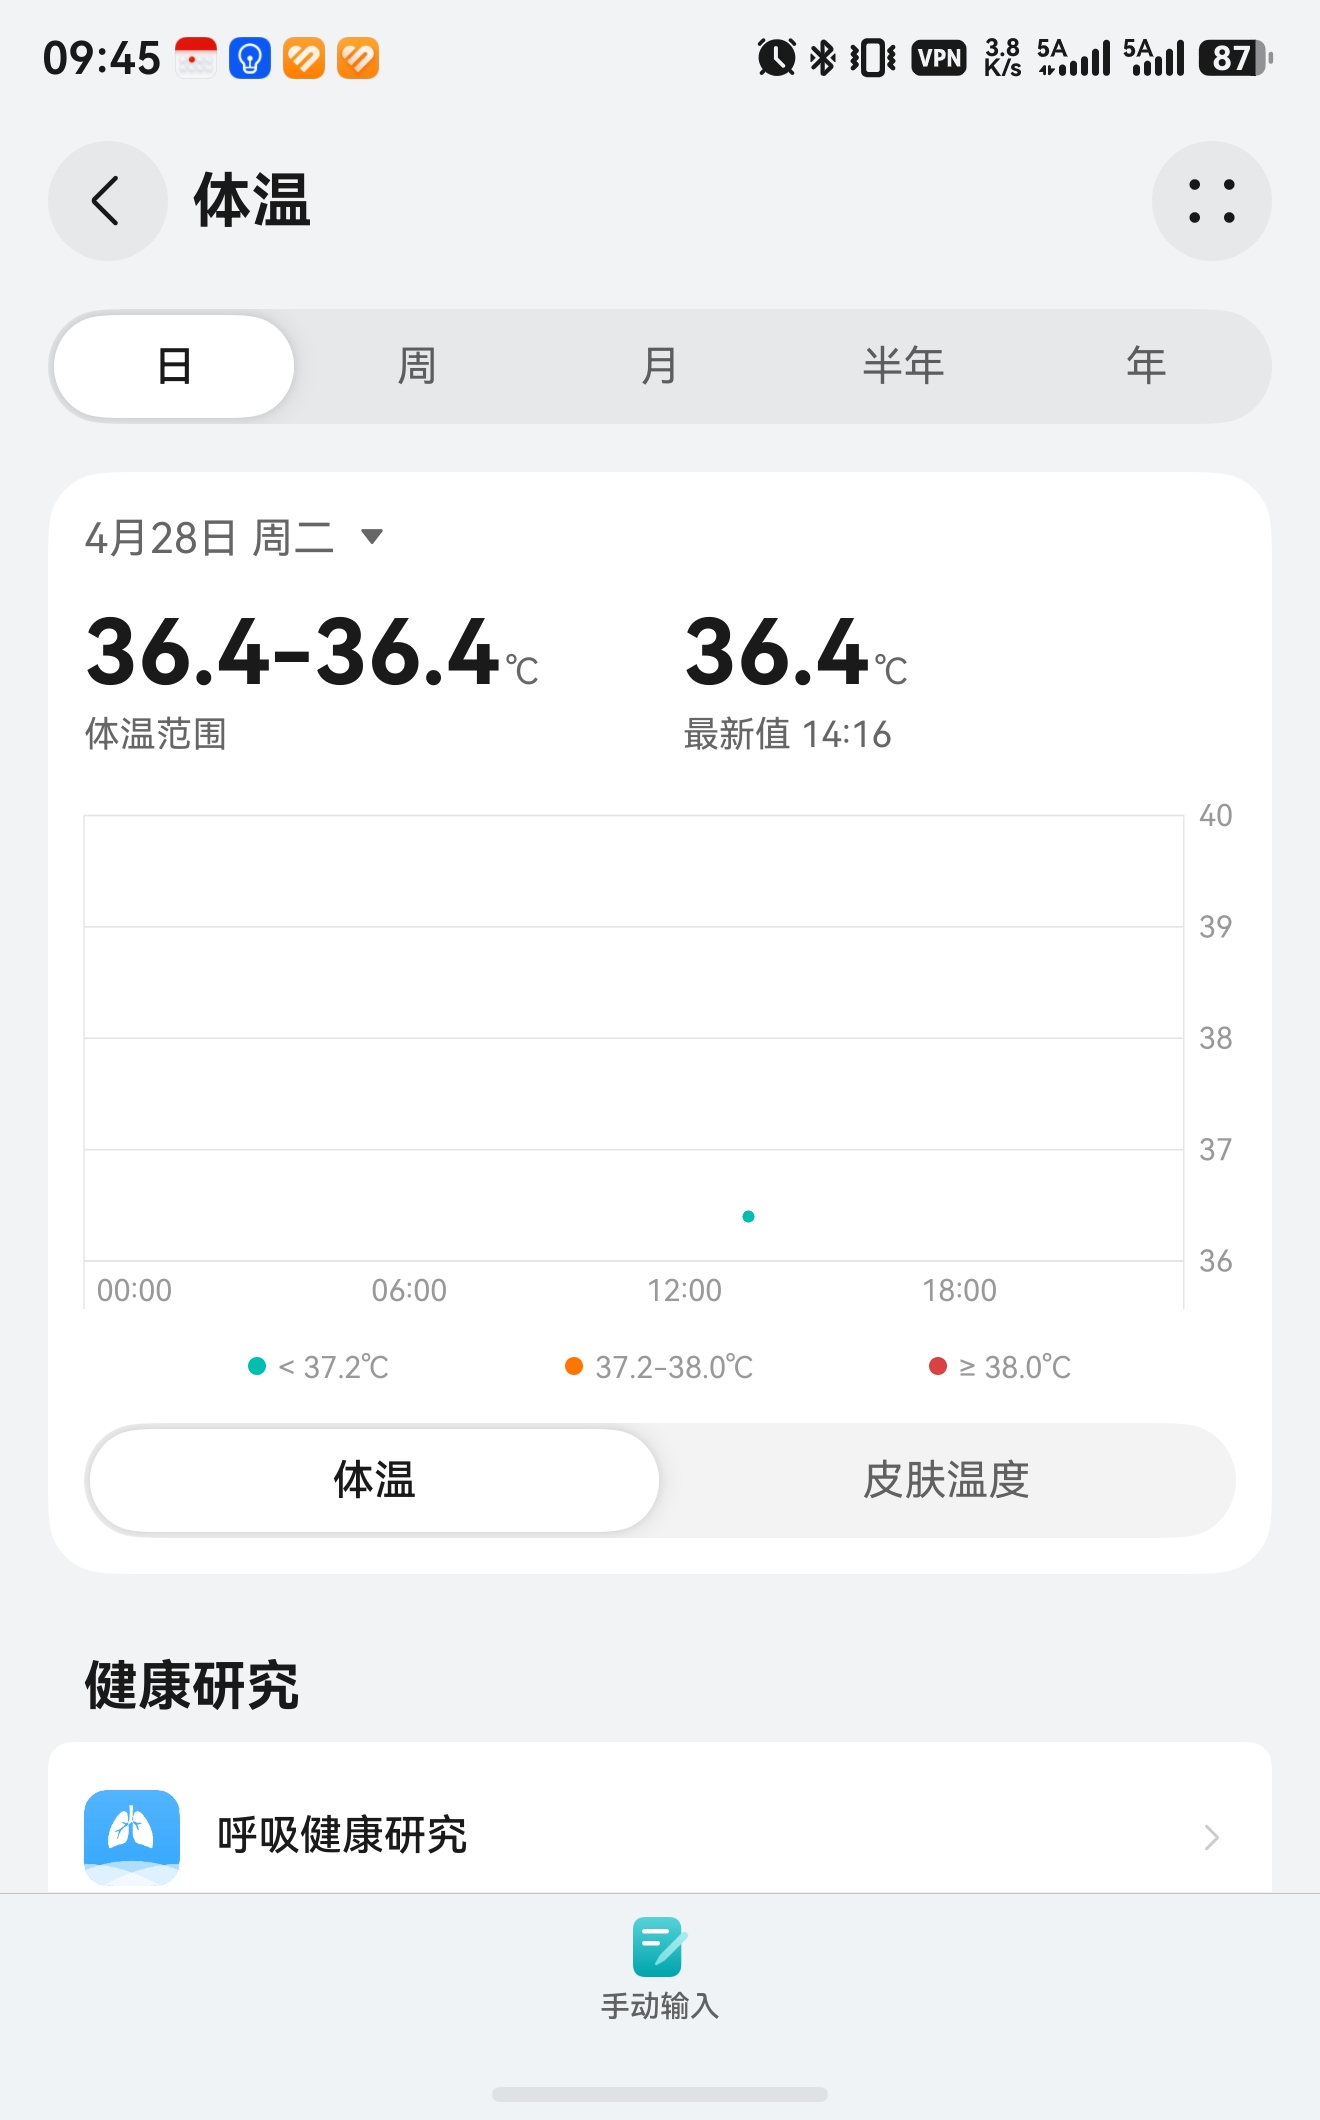 09:45 VPN 3.8 K/s 5A 5A 87
体温
日 周 月 半年 年
4月28日 周二
36.4-36.4℃ 36.4℃
体温范围 最新值 14:16
40
39
38
37
36
00:00 06:00 12:00 18:00
< 37.2℃ 37.2-38.0℃ ≥ 38.0℃
体温 皮肤温度
健康研究
呼吸健康研究
手动输入